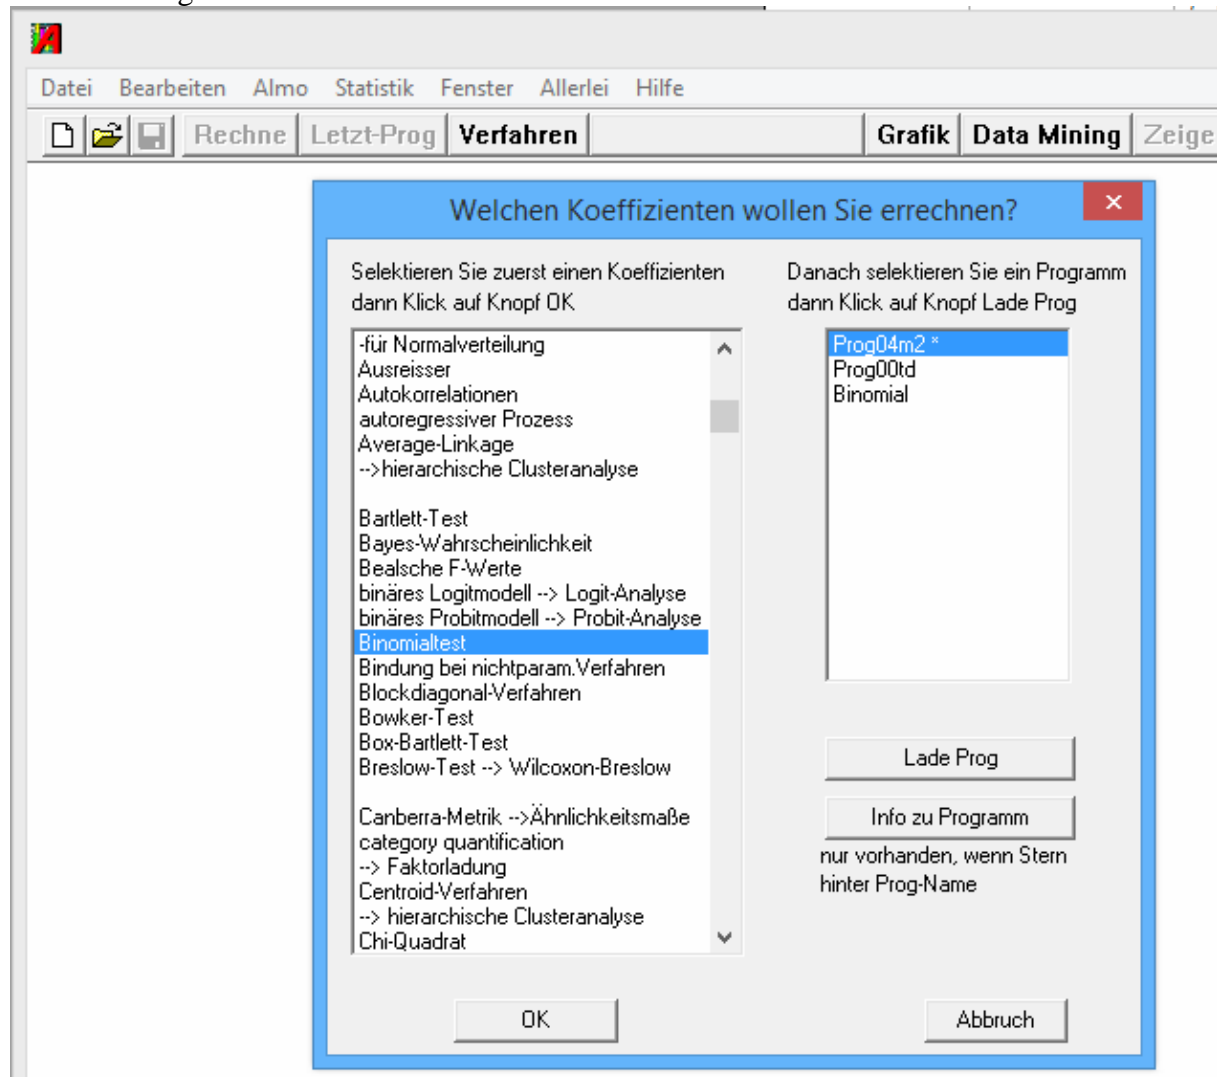 Datei Bearbeiten Almo Statistik Fenster Allerlei Hilfe
Rechne Letzt-Prog Verfahren Grafik Data Mining Zeige
Welchen Koeffizienten wollen Sie errechnen?
Selektieren Sie zuerst einen Koeffizienten
dann Klick auf Knopf OK
-für Normalverteilung
Ausreisser
Autokorrelationen
autoregressiver Prozess
Average-Linkage
-->hierarchische Clusteranalyse
Bartlett-Test
Bayes-Wahrscheinlichkeit
Bealsche F-Werte
binäres Logitmodell --> Logit-Analyse
binäres Probitmodell --> Probit-Analyse
Binomialtest
Bindung bei nichtparam.Verfahren
Blockdiagonal-Verfahren
Bowker-Test
Box-Bartlett-Test
Breslow-Test --> Wilcoxon-Breslow
Canberra-Metrik -->Ähnlichkeitsmaße
category quantification
--> Faktorladung
Centroid-Verfahren
--> hierarchische Clusteranalyse
Chi-Quadrat
OK
Danach selektieren Sie ein Programm
dann Klick auf Knopf Lade Prog
Prog04m2 *
Prog00td
Binomial
Lade Prog
Info zu Programm
nur vorhanden, wenn Stern
hinter Prog-Name
Abbruch